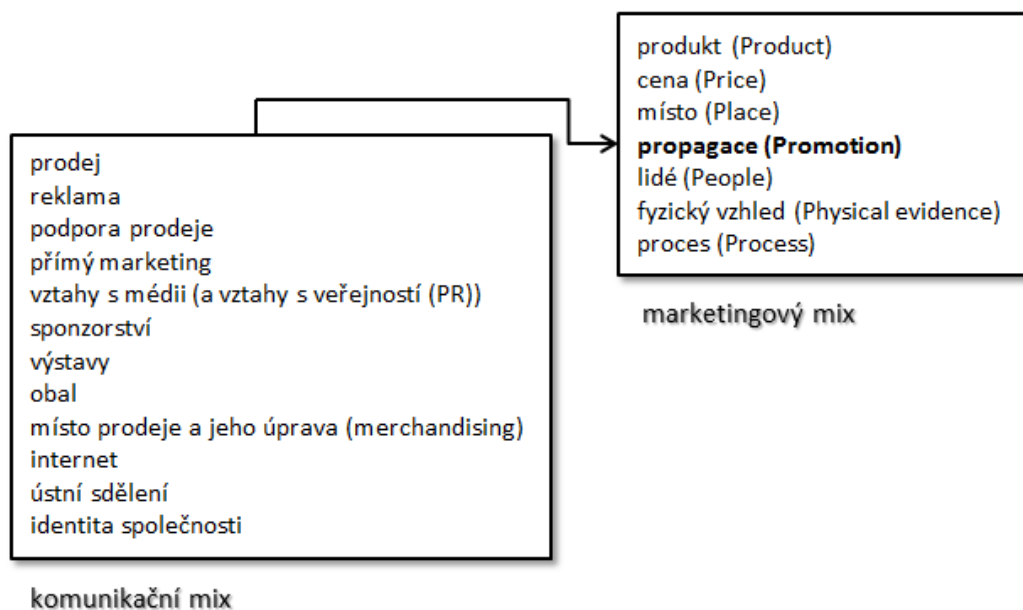 produkt (Product)
cena (Price)
místo (Place)
propagace (Promotion)
lidé (People)
fyzický vzhled (Physical evidence)
proces (Process)
marketingový mix
prodej
reklama
podpora prodeje
přímý marketing
vztahy s médii (a vztahy s veřejností (PR))
sponzorství
výstavy
obal
místo prodeje a jeho úprava (merchandising)
internet
ústní sdělení
identita společnosti
komunikační mix